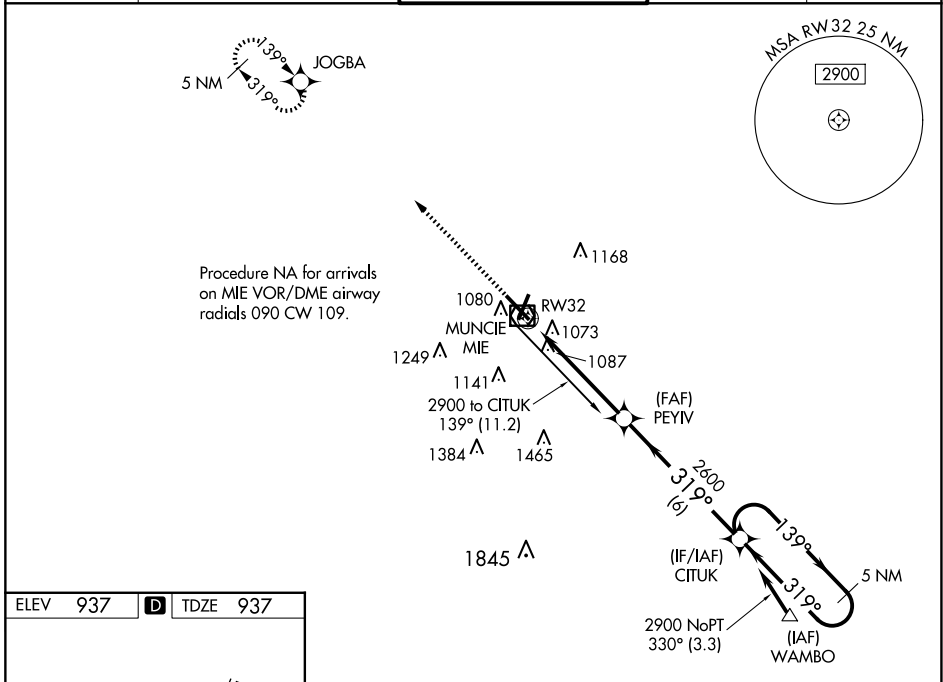 139°
JOGBA
5 NM
319°
MSA RW32 25 NM
2900
Procedure NA for arrivals
on MIE VOR/DME airway
radials 090 CW 109.
1168
1080
RW32
MUNCIE
MIE
1073
1249
1087
1141
2900 to CITUK
139° (11.2)
(FAF)
PEYIV
1384
1465
2600
319°
(6)
1845
(IF/IAF)
CITUK
139°
5 NM
319°
2900 NoPT
330° (3.3)
(IAF)
WAMBO
ELEV 937 D TDZE 937